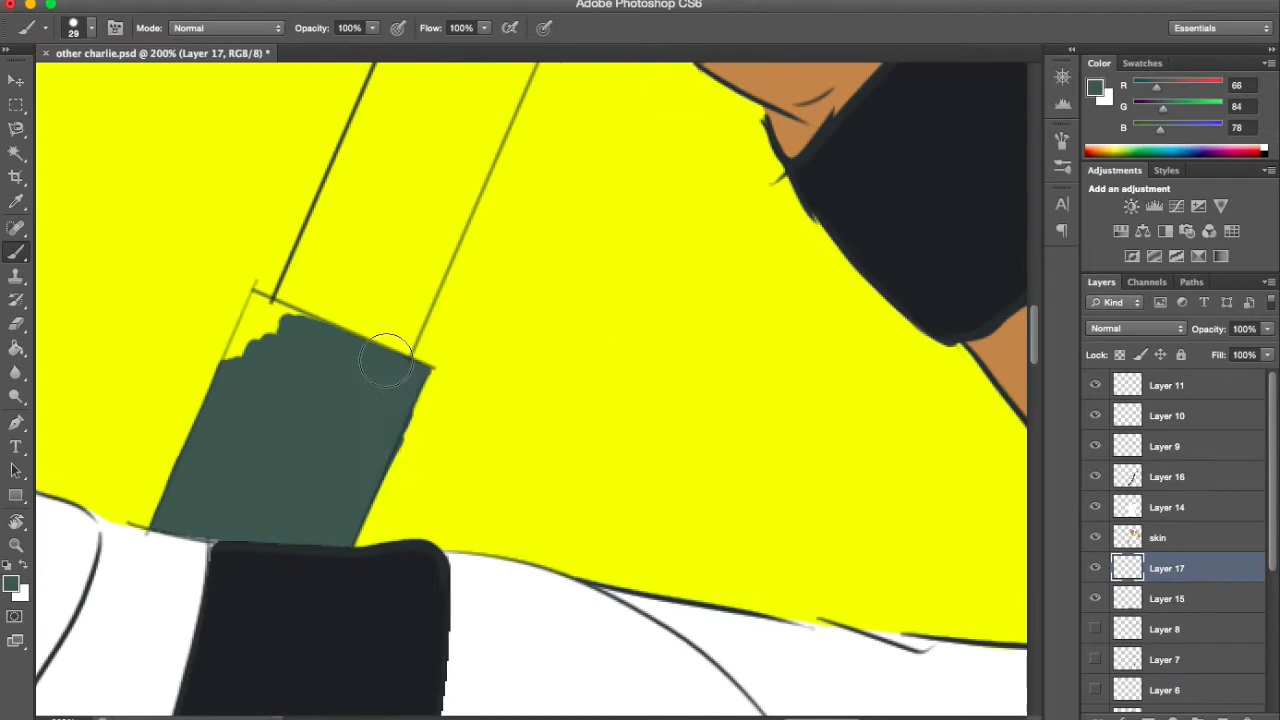 Adobe Photoshop CS6
29 Mode: Normal Opacity: 100% Flow: 100% Essentials
× other charlie.psd @ 200% (Layer 17, RGB/8) *
Color Swatches
R 66
G 84
B 78
Adjustments Styles
Add an adjustment
Layers Channels Paths
Kind
Normal Opacity: 100%
Lock: Fill: 100%
Layer 11
Layer 10
Layer 9
Layer 16
Layer 14
skin
Layer 17
Layer 15
Layer 8
Layer 7
Layer 6